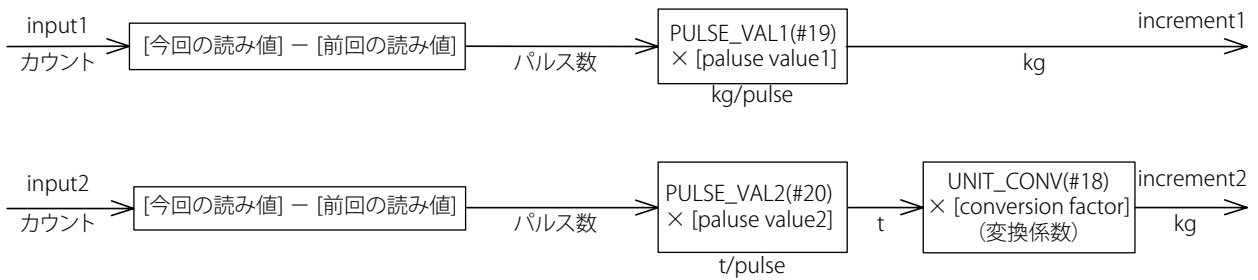 input1
カウント
[今回の読み値] － [前回の読み値]
パルス数
PULSE_VAL1(#19)
× [paluse value1]
kg/pulse
kg
increment1
input2
カウント
[今回の読み値] － [前回の読み値]
パルス数
PULSE_VAL2(#20)
× [paluse value2]
t/pulse
t
UNIT_CONV(#18)
× [conversion factor]
（変換係数）
increment2
kg